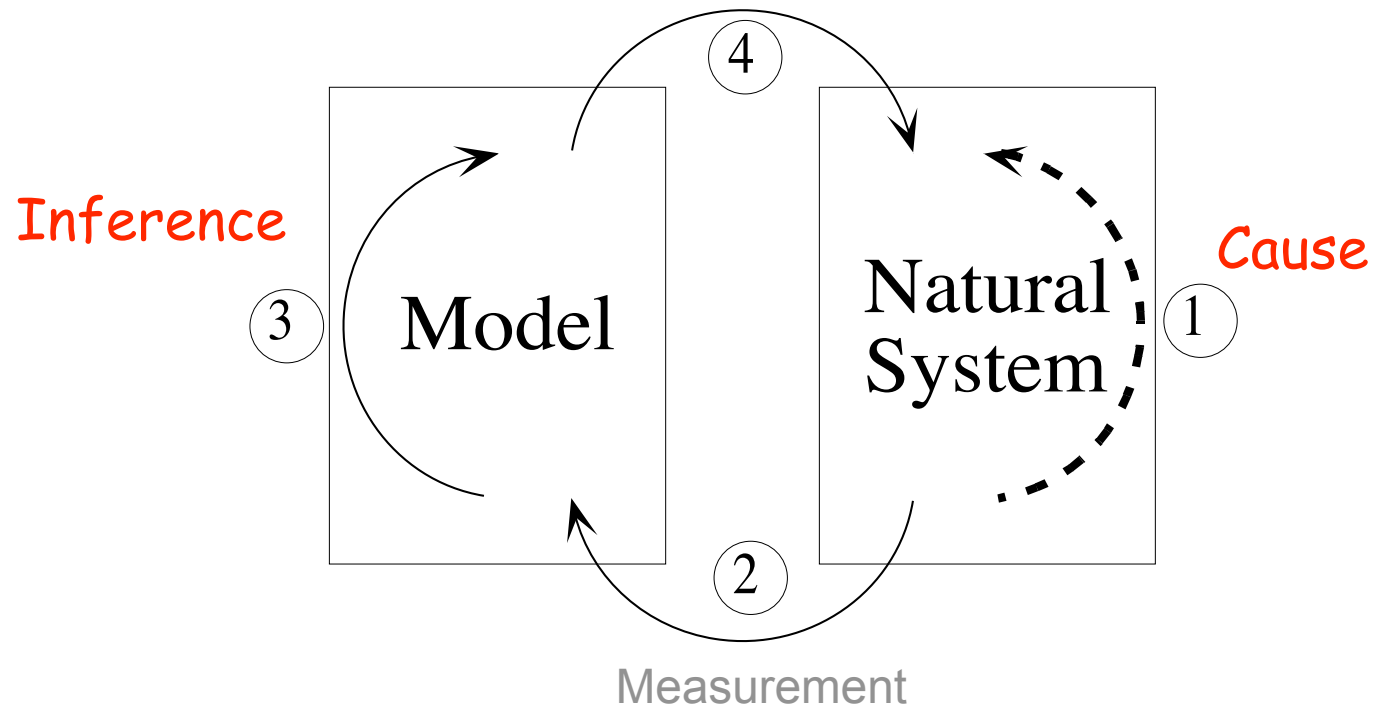 4
Inference
Cause
Natural
System
Model
3
1
2
Measurement